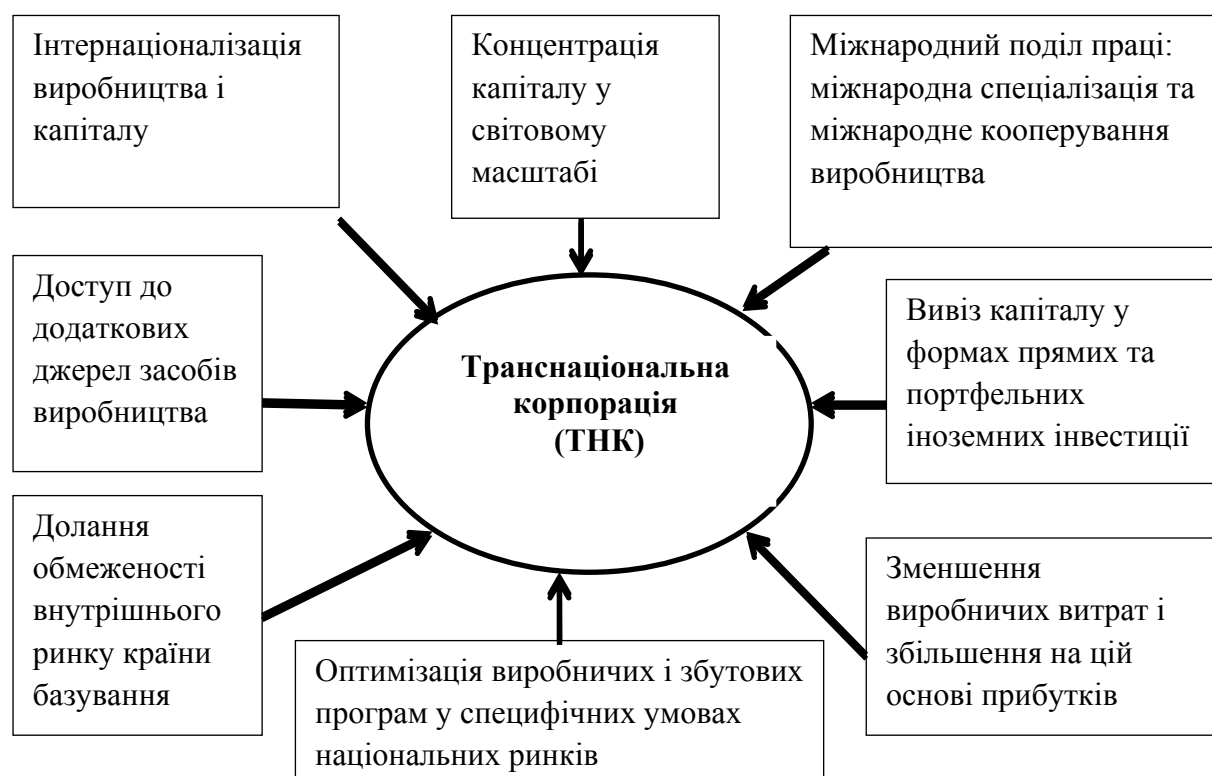 Інтернаціоналізація
виробництва і
капіталу
Концентрація
капіталу у
світовому
масштабі
Міжнародний поділ праці:
міжнародна спеціалізація та
міжнародне кооперування
виробництва
Доступ до
додаткових
джерел засобів
виробництва
Транснаціональна
корпорація
(ТНК)
Вивіз капіталу у
формах прямих та
портфельних
іноземних інвестиції
Долання
обмеженості
внутрішнього
ринку країни
базування
Оптимізація виробничих і збутових
програм у специфічних умовах
національних ринків
Зменшення
виробничих витрат і
збільшення на цій
основі прибутків